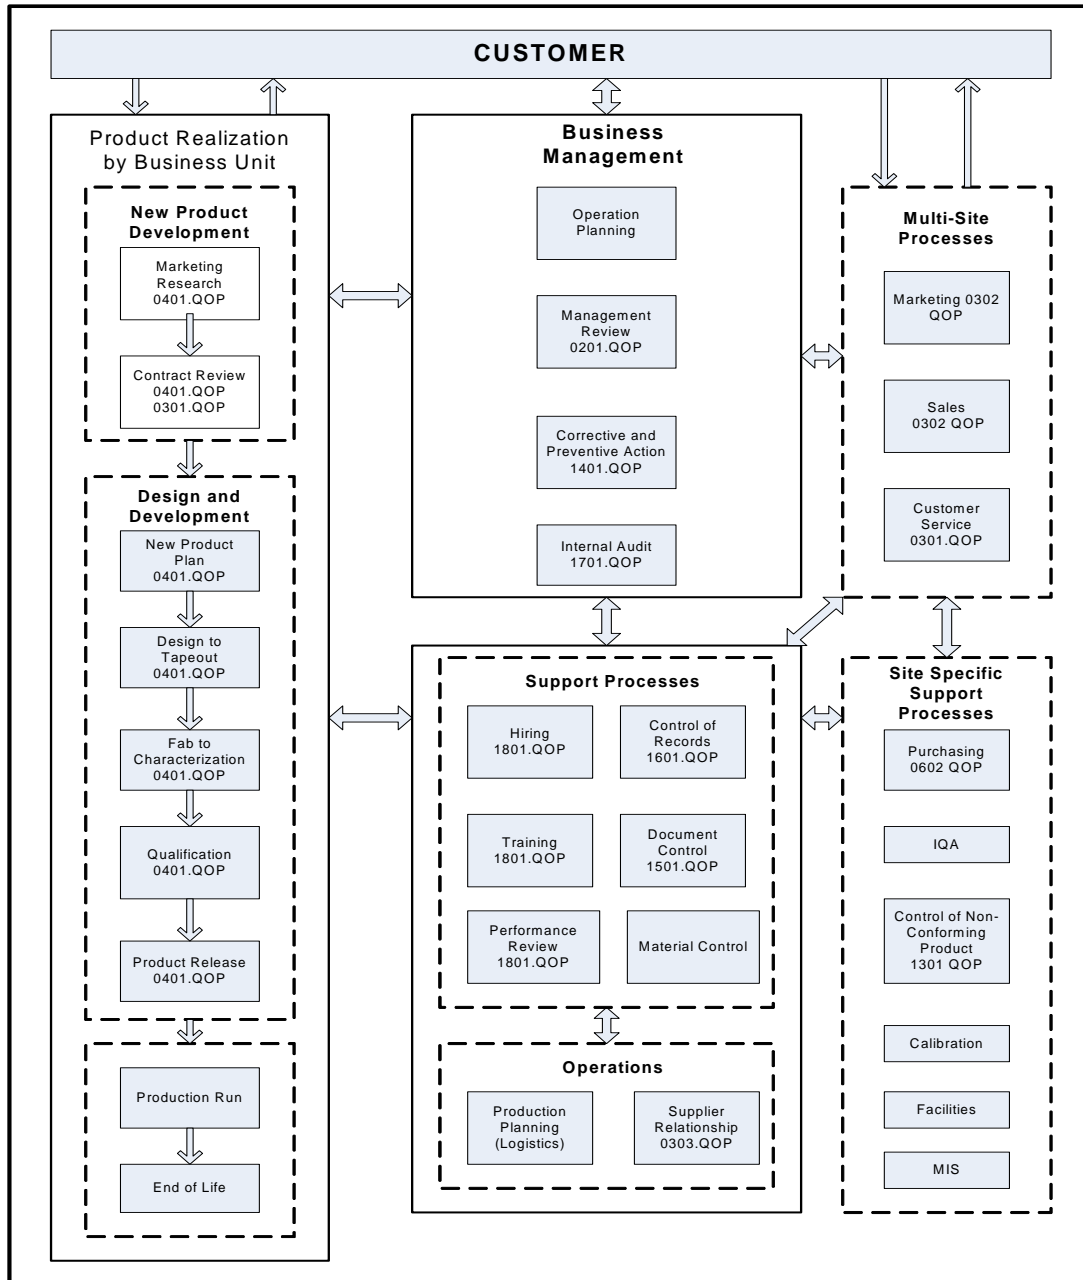 CUSTOMER
Product Realization
by Business Unit
New Product
Development
Marketing
Research
0401.QOP
Contract Review
0401.QOP
0301.QOP
Design and
Development
New Product
Plan
0401.QOP
Design to
Tapeout
0401.QOP
Fab to
Characterization
0401.QOP
Qualification
0401.QOP
Product Release
0401.QOP
Production Run
End of Life
Business
Management
Operation
Planning
Management
Review
0201.QOP
Corrective and
Preventive Action
1401.QOP
Internal Audit
1701.QOP
Support Processes
Hiring
1801.QOP
Control of
Records
1601.QOP
Training
1801.QOP
Document
Control
1501.QOP
Performance
Review
1801.QOP
Material Control
Operations
Production
Planning
(Logistics)
Supplier
Relationship
0303.QOP
Multi-Site
Processes
Marketing 0302
QOP
Sales
0302 QOP
Customer
Service
0301.QOP
Site Specific
Support
Processes
Purchasing
0602 QOP
IQA
Control of Non-
Conforming
Product
1301 QOP
Calibration
Facilities
MIS